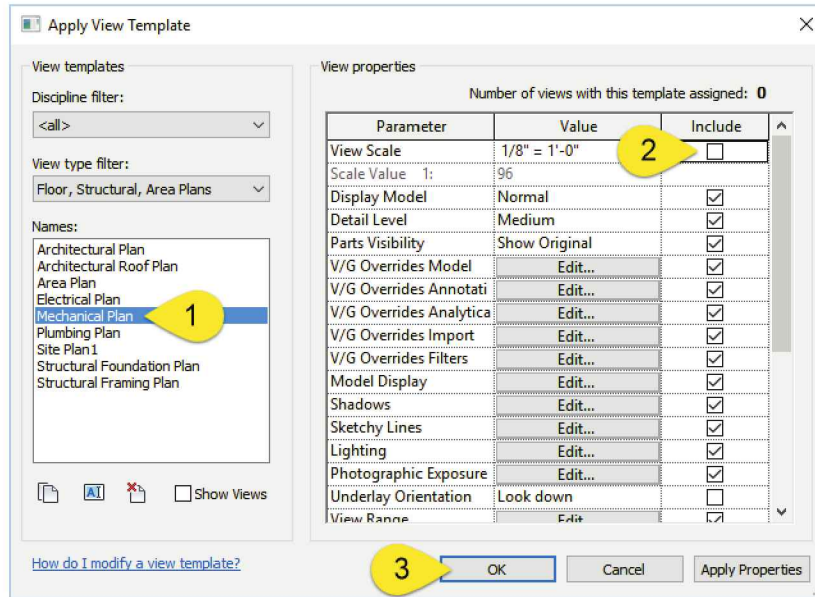 Apply View Template
View templates
Discipline filter:
<all>
View type filter:
Floor, Structural, Area Plans
Names:
Architectural Plan
Architectural Roof Plan
Area Plan
Electrical Plan
Mechanical Plan
1
Plumbing Plan
Site Plan1
Structural Foundation Plan
Structural Framing Plan
AI
Show Views
How do I modify a view template?
View properties
Number of views with this template assigned: 0
Parameter Value Include
View Scale 1/8" = 1'-0" 2
Scale Value 1: 96
Display Model Normal
Detail Level Medium
Parts Visibility Show Original
V/G Overrides Model Edit...
V/G Overrides Annotati Edit...
V/G Overrides Analytica Edit...
V/G Overrides Import Edit...
V/G Overrides Filters Edit...
Model Display Edit...
Shadows Edit...
Sketchy Lines Edit...
Lighting Edit...
Photographic Exposure Edit...
Underlay Orientation Look down
View Range Edit
3 OK Cancel Apply Properties